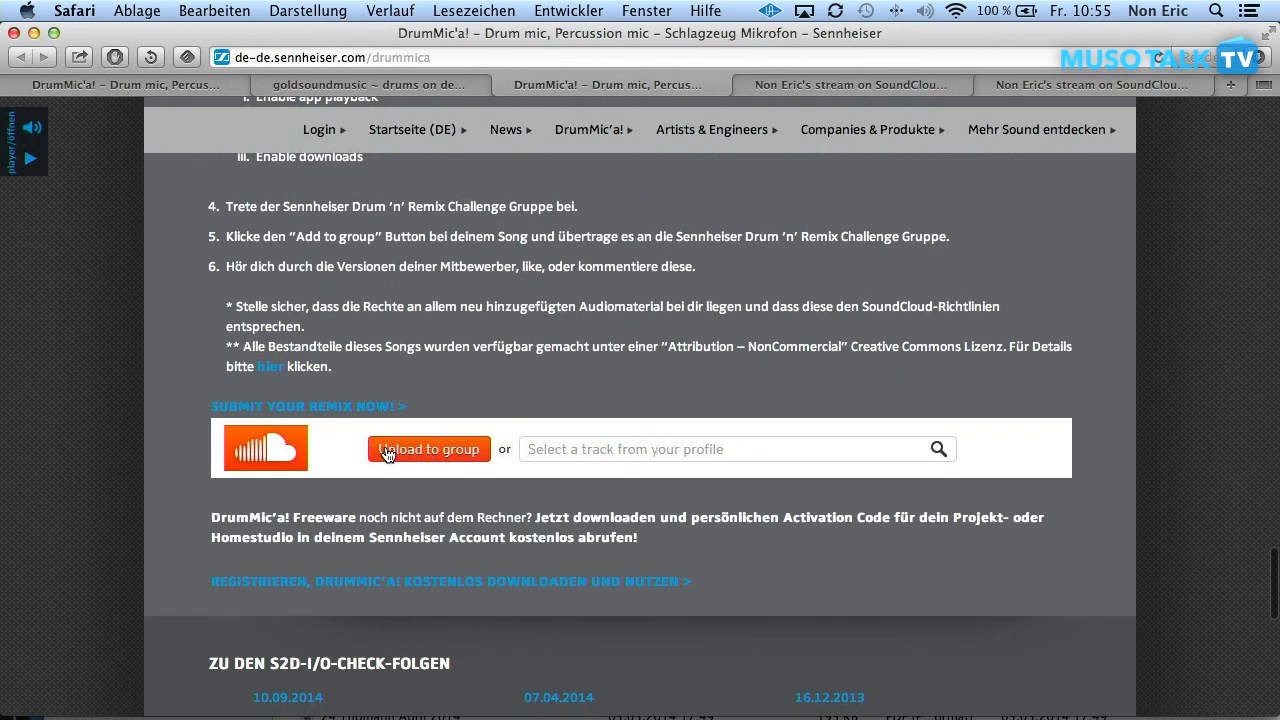 Safari Ablage Bearbeiten Darstellung Verlauf Lesezeichen Entwickler Fenster Hilfe 100 % Fr. 10:55 Non Eric
DrumMic'a! – Drum mic, Percussion mic – Schlagzeug Mikrofon – Sennheiser
de-de.sennheiser.com/drummica
MUSOTALK TV
DrumMic'a! – Drum mic, Percus... goldsoundmusic ~ drums on de... DrumMic'a! – Drum mic, Percus... Non Eric's stream on SoundClou... Non Eric's stream on SoundClou...
i. Enable app playback
player/öffnen
Login Startseite (DE) News DrumMic'a! Artists & Engineers Companies & Produkte Mehr Sound entdecken
iii. Enable downloads
4. Trete der Sennheiser Drum 'n' Remix Challenge Gruppe bei.
5. Klicke den "Add to group" Button bei deinem Song und übertrage es an die Sennheiser Drum 'n' Remix Challenge Gruppe.
6. Hör dich durch die Versionen deiner Mitbewerber, like, oder kommentiere diese.
* Stelle sicher, dass die Rechte an allem neu hinzugefügten Audiomaterial bei dir liegen und dass diese den SoundCloud-Richtlinien
entsprechen.
** Alle Bestandteile dieses Songs wurden verfügbar gemacht unter einer "Attribution – NonCommercial" Creative Commons Lizenz. Für Details
bitte hier klicken.
SUBMIT YOUR REMIX NOW! >
Upload to group or Select a track from your profile
DrumMic'a! Freeware noch nicht auf dem Rechner? Jetzt downloaden und persönlichen Activation Code für dein Projekt- oder
Homestudio in deinem Sennheiser Account kostenlos abrufen!
REGISTRIEREN, DRUMMIC'A! KOSTENLOS DOWNLOADEN UND NUTZEN >
ZU DEN S2D-I/O-CHECK-FOLGEN
10.09.2014 07.04.2014 16.12.2013